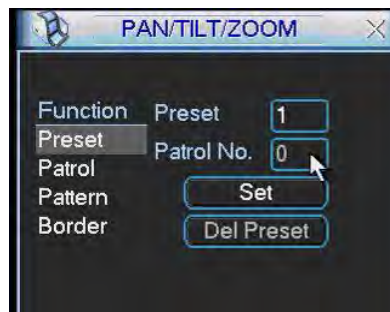 PAN/TILT/ZOOM
Function Preset 1
Preset
Patrol No. 0
Patrol
Pattern Set
Border Del Preset